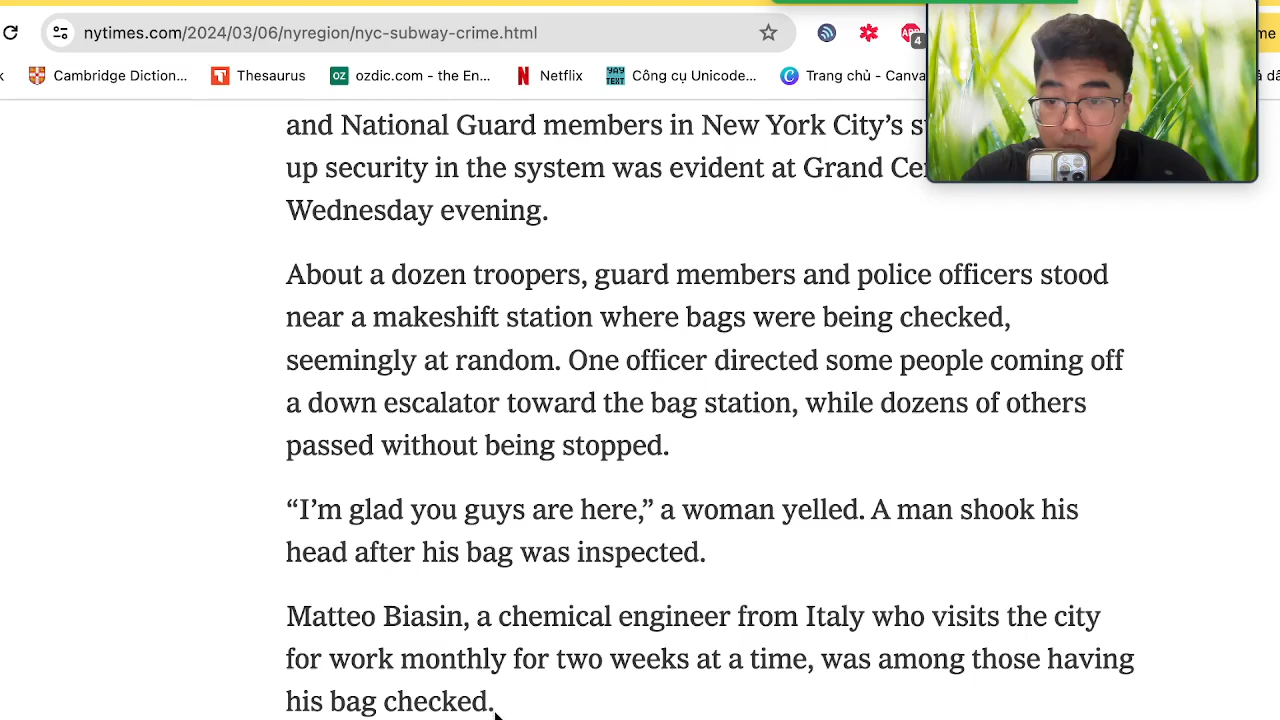 nytimes.com/2024/03/06/nyregion/nyc-subway-crime.html
4
Cambridge Diction... Thesaurus OZ ozdic.com - the En... Netflix YAY TEXT Công cụ Unicode... Trang chủ - Canva
and National Guard members in New York City’s
up security in the system was evident at Grand
Wednesday evening.
About a dozen troopers, guard members and police officers stood
near a makeshift station where bags were being checked,
seemingly at random. One officer directed some people coming off
a down escalator toward the bag station, while dozens of others
passed without being stopped.
“I’m glad you guys are here,” a woman yelled. A man shook his
head after his bag was inspected.
Matteo Biasin, a chemical engineer from Italy who visits the city
for work monthly for two weeks at a time, was among those having
his bag checked.